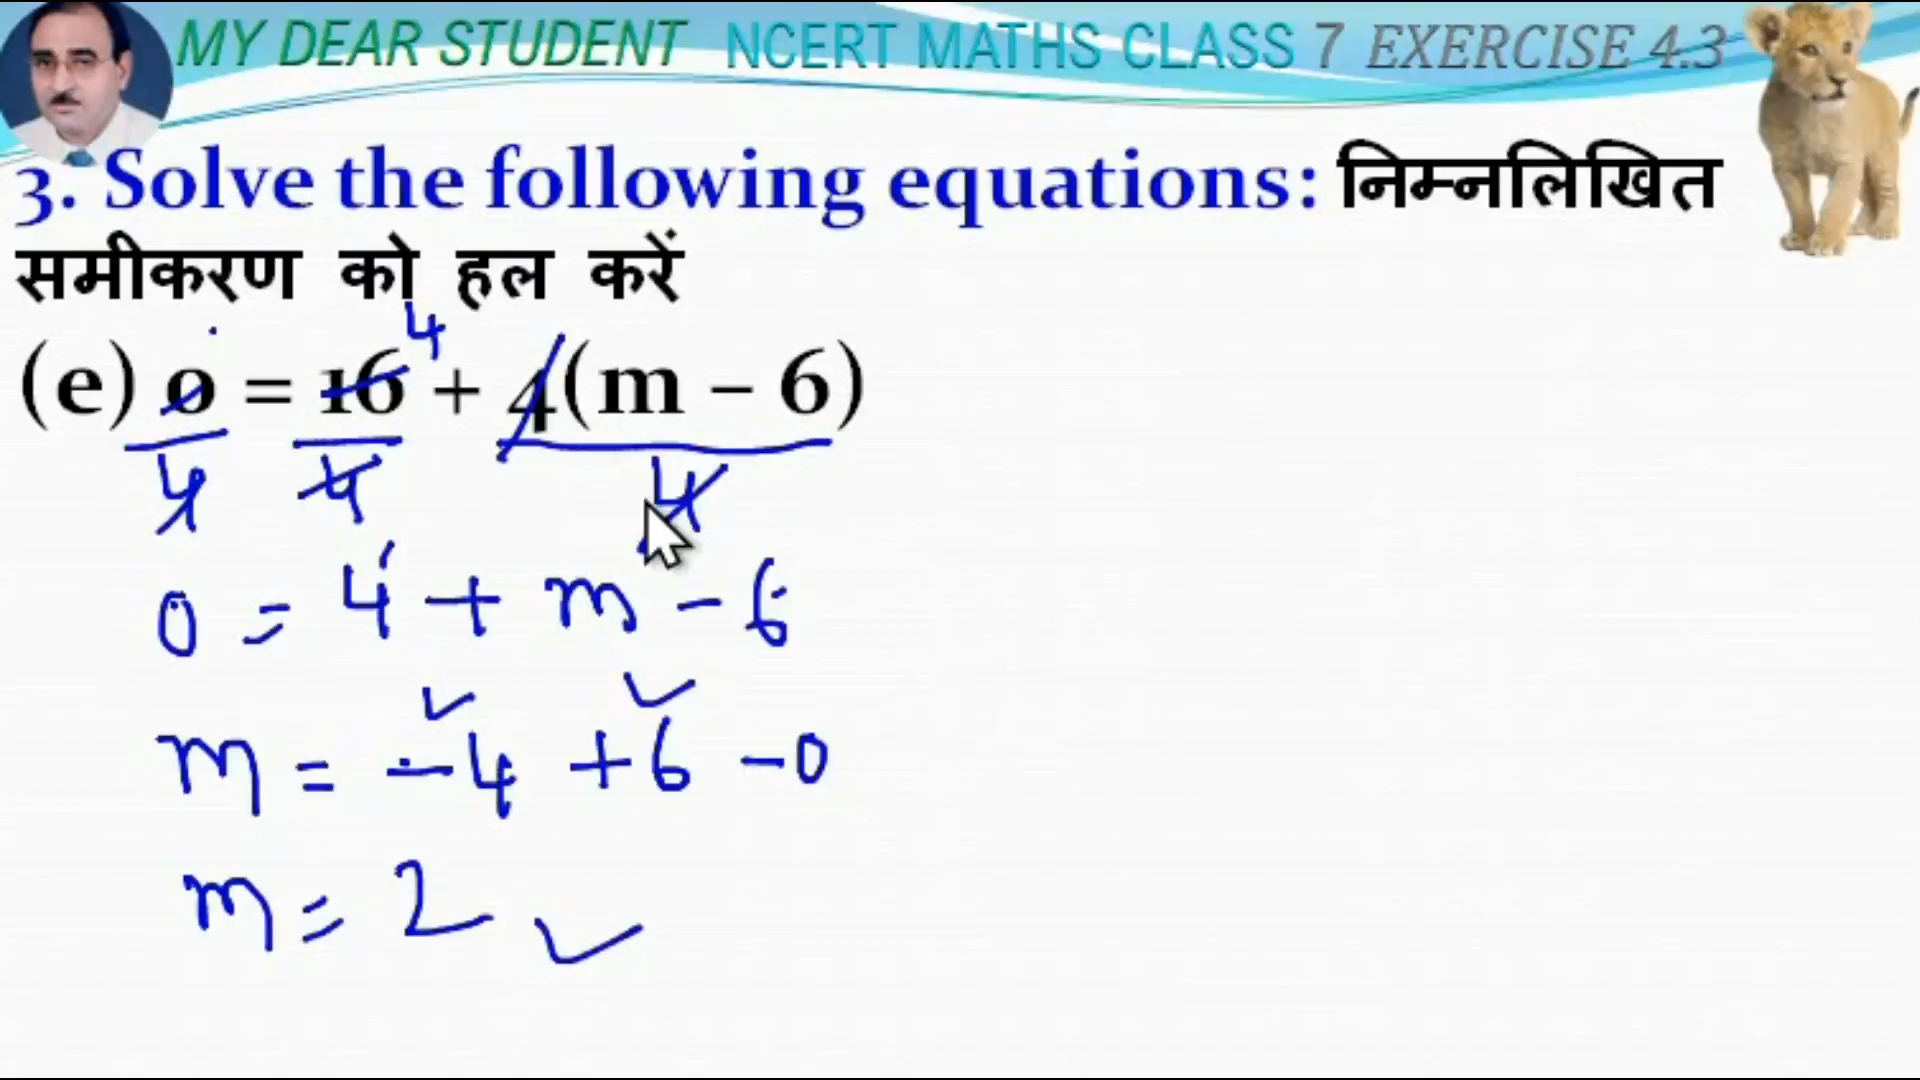 MY DEAR STUDENT NCERT MATHS CLASS 7 EXERCISE 4.3
3. Solve the following equations: निम्नलिखित
समीकरण को हल करें
4
(e) 0 = 16 + 4(m – 6)
4 4 4
0 = 4 + m - 6
m = -4 + 6 - 0
m = 2